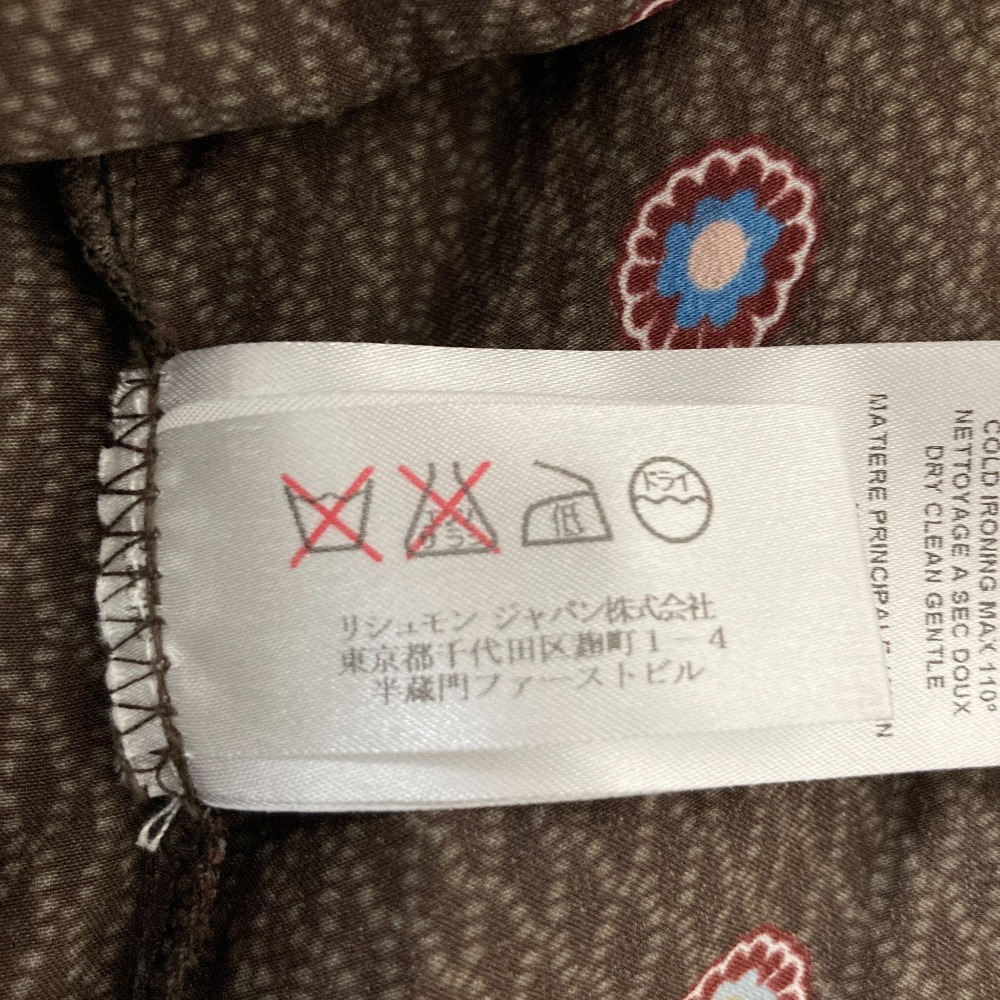 低
ドライ
リシュモン ジャパン株式会社
東京都千代田区麹町1-4
半蔵門ファーストビル
MATIERE PRINCIPALE
COLD IRONING MAX 110°
NETTOYAGE A SEC DOUX
DRY CLEAN GENTLE